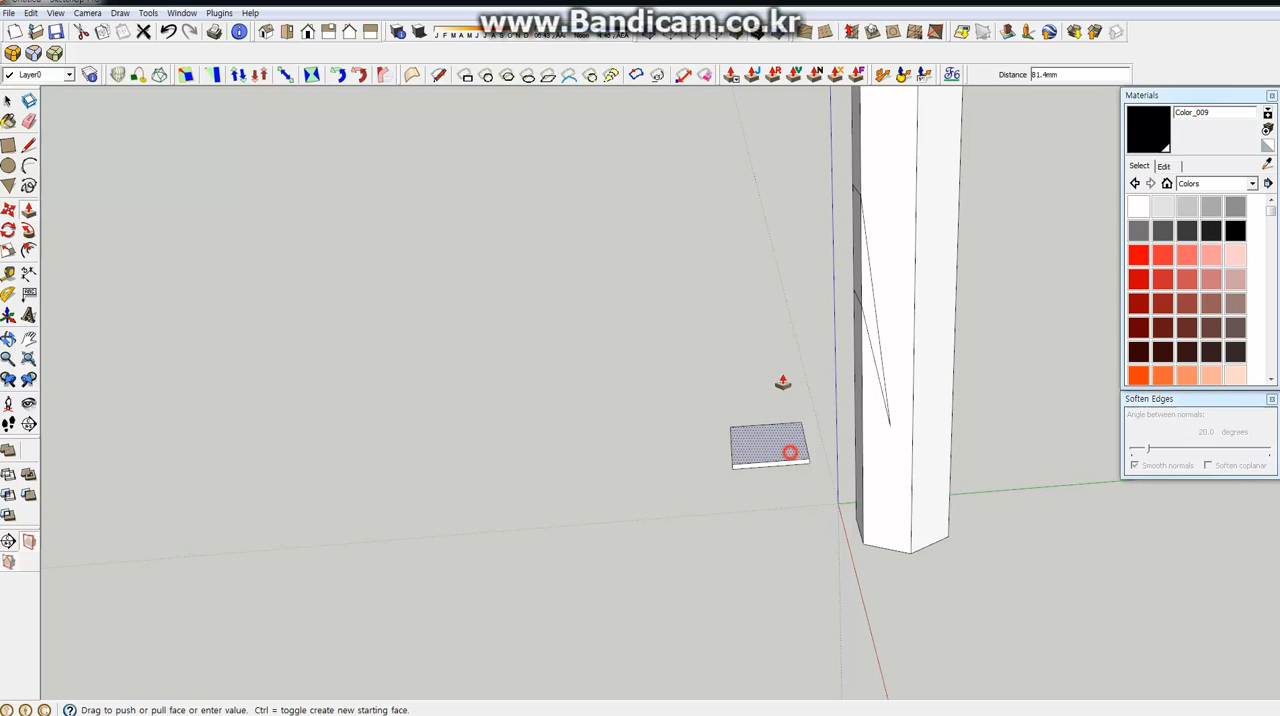 www.Bandicam.co.kr
File Edit View Camera Draw Tools Window Plugins Help
J F M A M J J A S O N D
Layer0
Distance 81.4mm
Materials
Color_009
Select Edit
Colors
Soften Edges
Angle between normals:
20.0 degrees
Smooth normals Soften coplanar
Drag to push or pull face or enter value. Ctrl = toggle create new starting face.